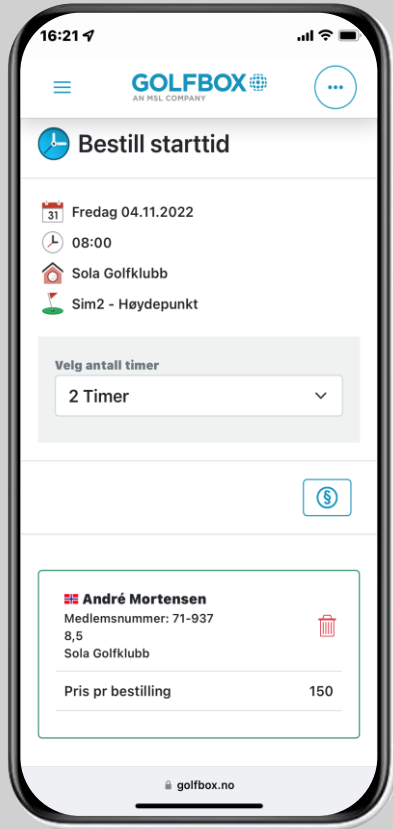 16:21
GOLFBOX
AN MSL COMPANY
Bestill starttid
31 Fredag 04.11.2022
08:00
Sola Golfklubb
Sim2 - Høydepunkt
Velg antall timer
2 Timer
§
André Mortensen
Medlemsnummer: 71-937
8,5
Sola Golfklubb
Pris pr bestilling 150
golfbox.no